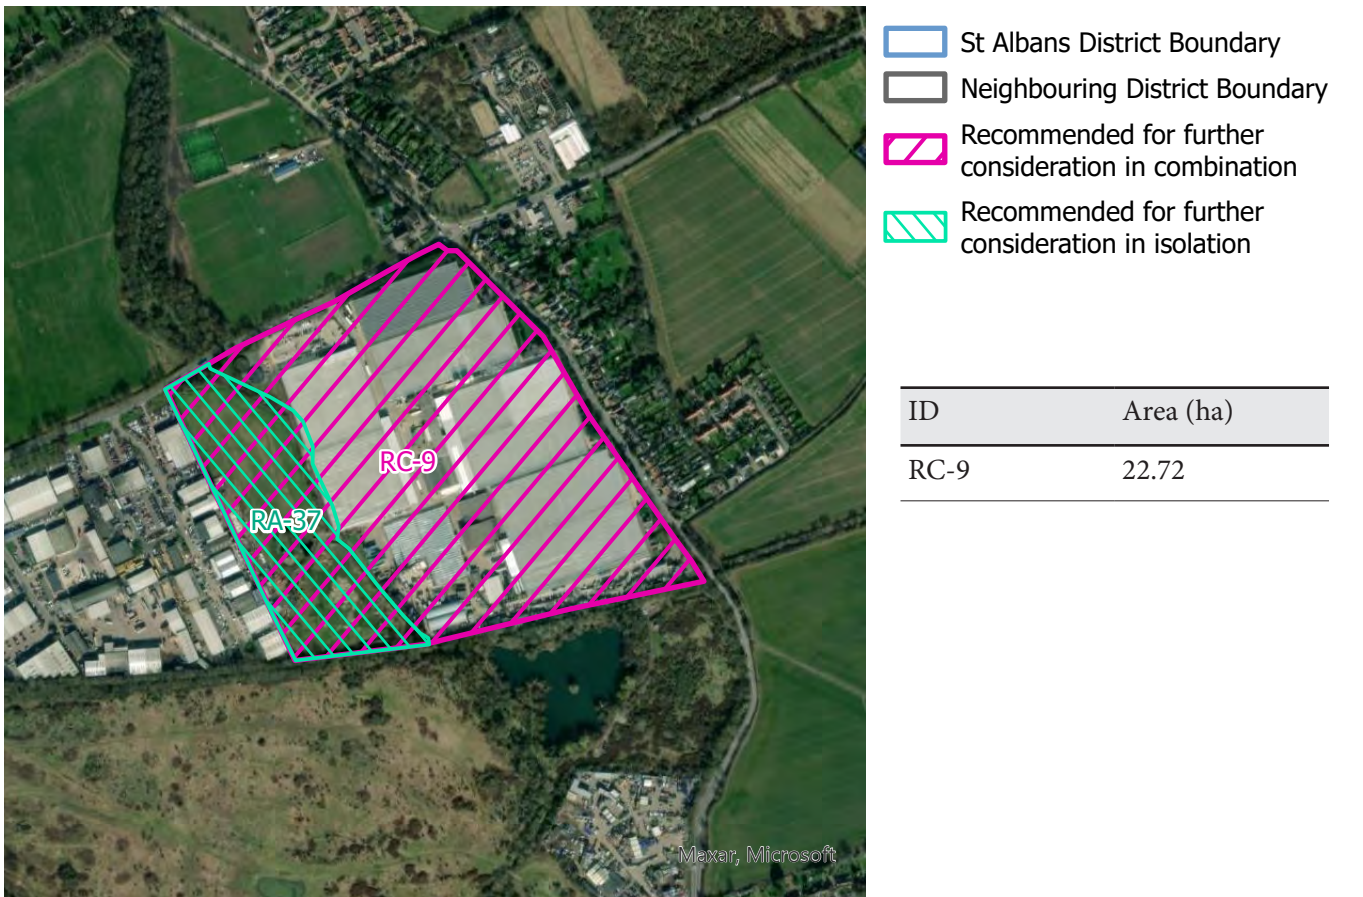 St Albans District Boundary
Neighbouring District Boundary
Recommended for further
consideration in combination
Recommended for further
consideration in isolation
RC-9
RA-37
ID Area (ha)
RC-9 22.72
Maxar, Microsoft